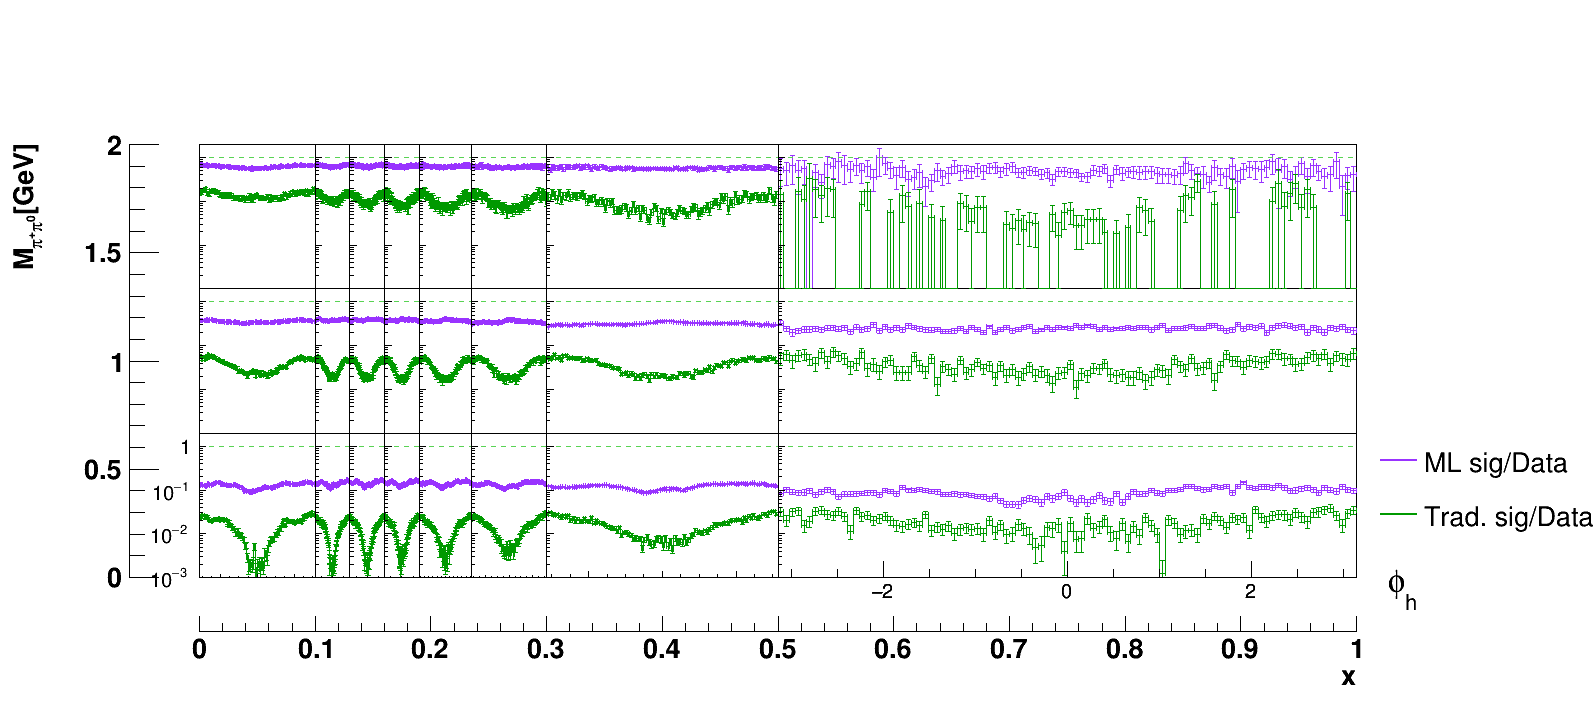 M_{π⁺π⁰}[GeV]
2
1.5
1
0.5
0
1
10⁻¹
10⁻²
10⁻³
−2 0 2
ϕ_h
ML sig/Data
Trad. sig/Data
0 0.1 0.2 0.3 0.4 0.5 0.6 0.7 0.8 0.9 1
x